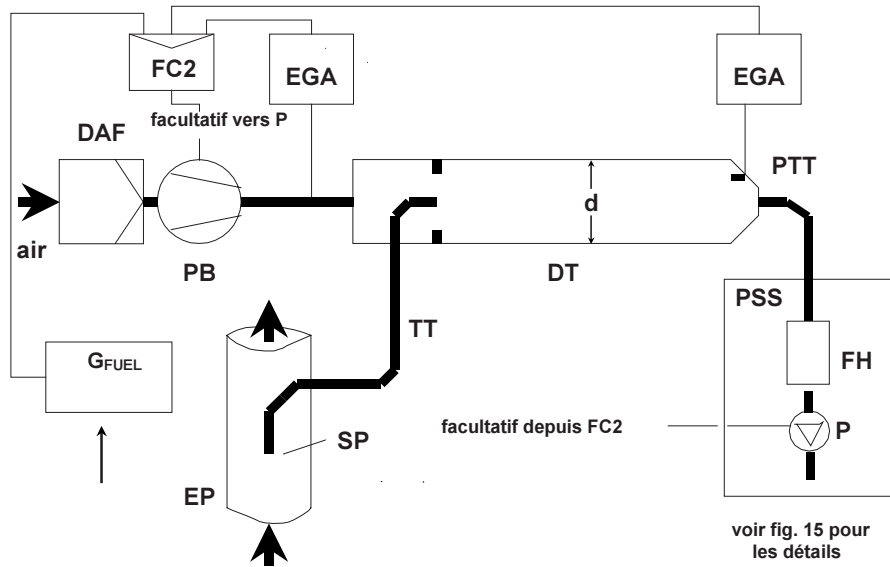 FC2
EGA
EGA
facultatif vers P
DAF
PTT
d
air
PB
DT
PSS
TT
G FUEL
FH
facultatif depuis FC2
P
SP
EP
voir fig. 15 pour
les détails